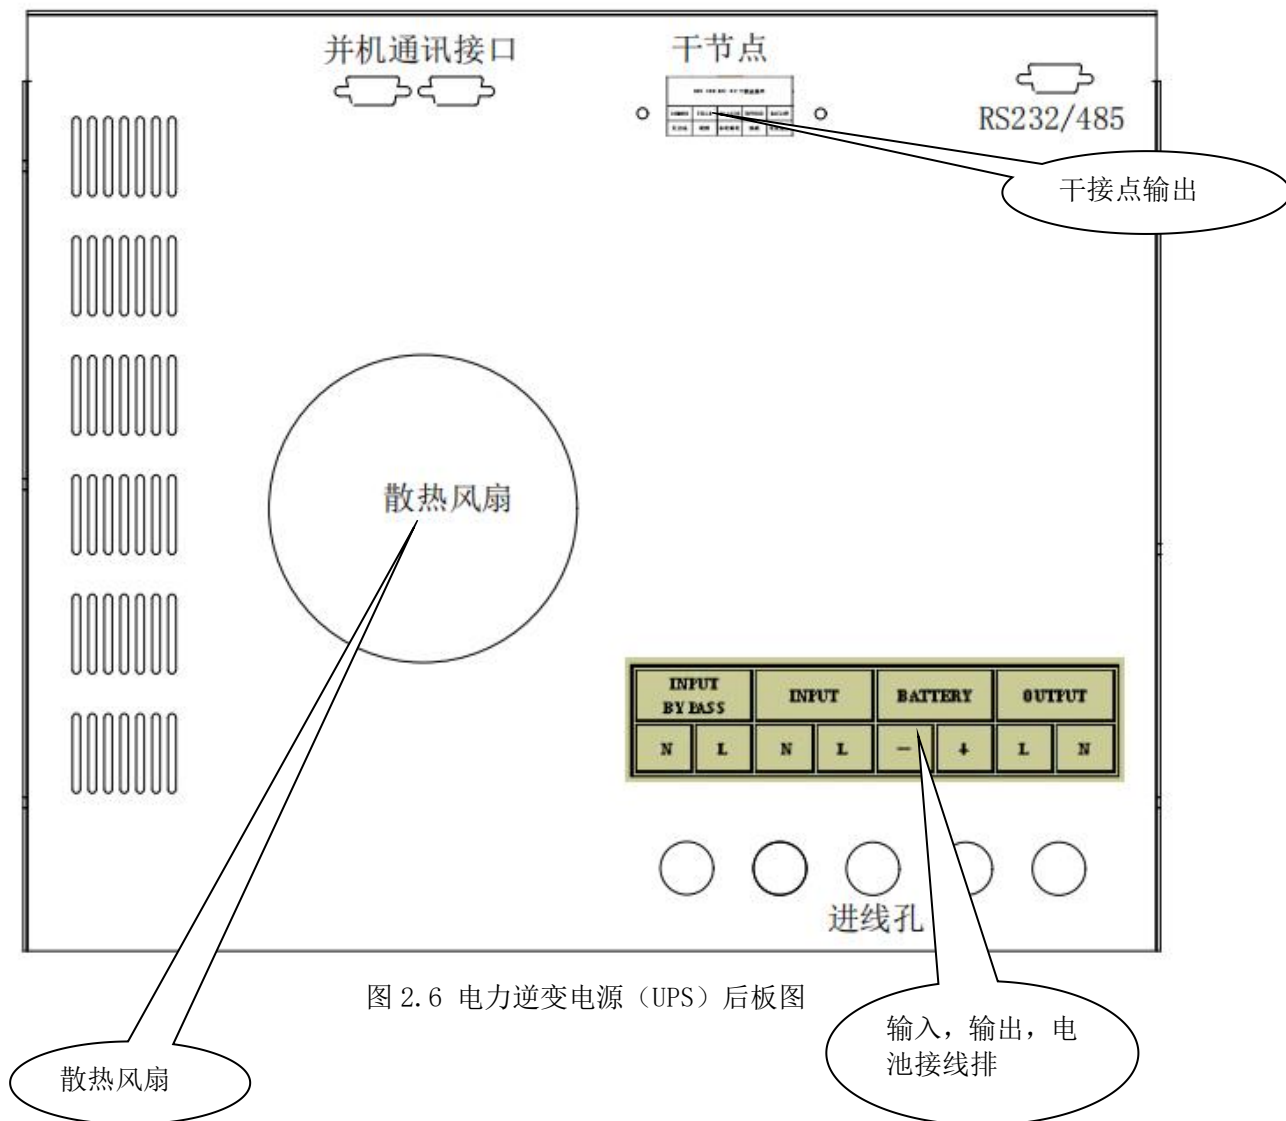 并机通讯接口
干节点
RS232/485
干接点输出
散热风扇
INPUT BYPASS INPUT BATTERY OUTPUT
N L N L - + L N
进线孔
图 2.6 电力逆变电源（UPS）后板图
输入，输出，电
池接线排
散热风扇